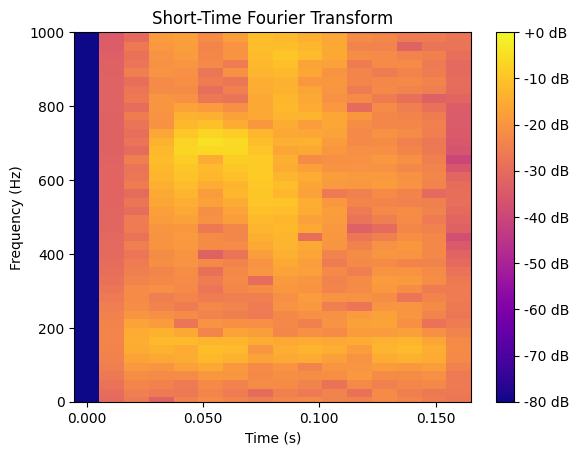 Short-Time Fourier Transform
1000
800
600
400
200
0
Frequency (Hz)
0.000
0.050
0.100
0.150
Time (s)
+0 dB
-10 dB
-20 dB
-30 dB
-40 dB
-50 dB
-60 dB
-70 dB
-80 dB